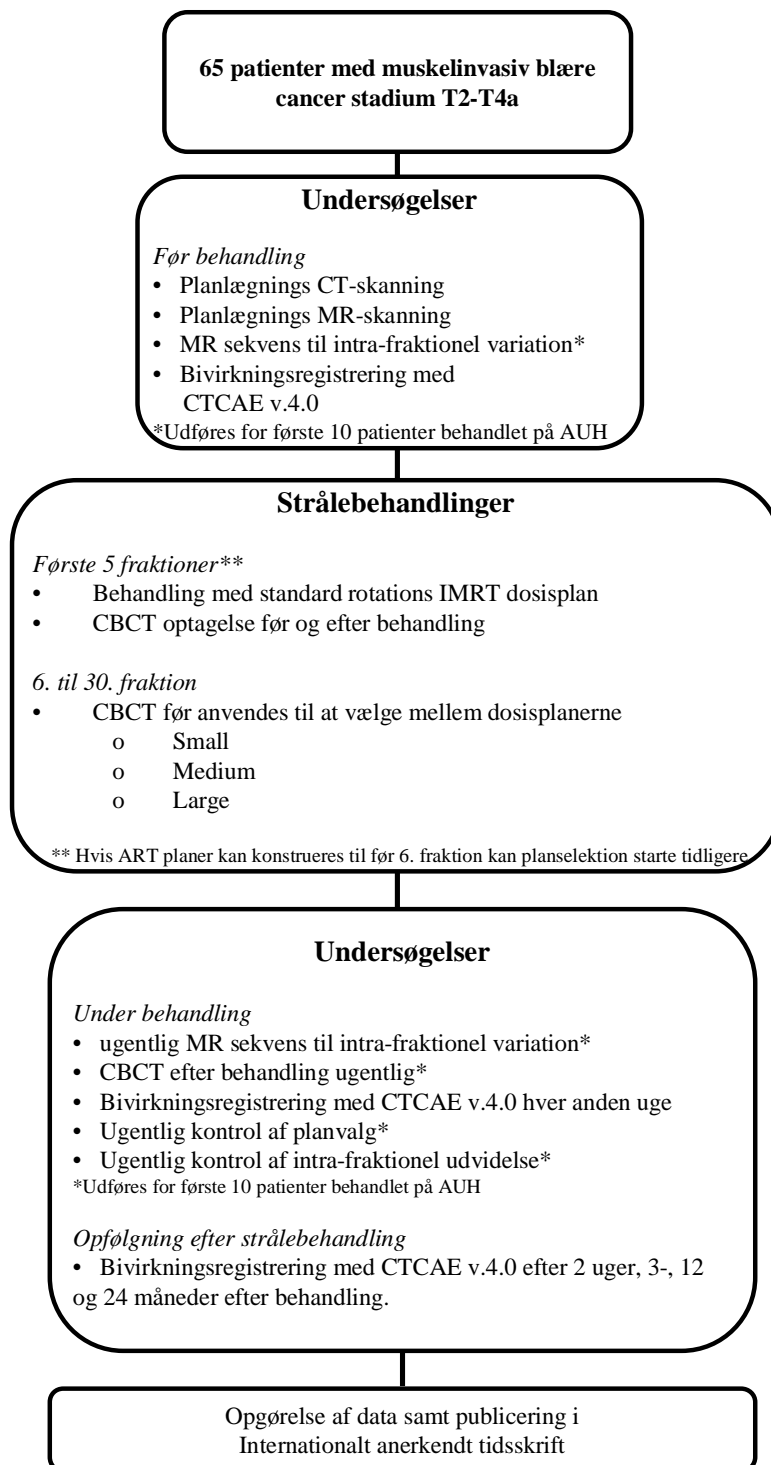 65 patienter med muskelinvasiv blære
cancer stadium T2-T4a
Undersøgelser
Før behandling
• Planlægnings CT-skanning
• Planlægnings MR-skanning
• MR sekvens til intra-fraktionel variation*
• Bivirkningsregistrering med
CTCAE v.4.0
*Udføres for første 10 patienter behandlet på AUH
Strålebehandlinger
Første 5 fraktioner**
• Behandling med standard rotations IMRT dosisplan
• CBCT optagelse før og efter behandling
6. til 30. fraktion
• CBCT før anvendes til at vælge mellem dosisplanerne
o Small
o Medium
o Large
** Hvis ART planer kan konstrueres til før 6. fraktion kan planselektion starte tidligere
Undersøgelser
Under behandling
• ugentlig MR sekvens til intra-fraktionel variation*
• CBCT efter behandling ugentlig*
• Bivirkningsregistrering med CTCAE v.4.0 hver anden uge
• Ugentlig kontrol af planvalg*
• Ugentlig kontrol af intra-fraktionel udvidelse*
*Udføres for første 10 patienter behandlet på AUH
Opfølgning efter strålebehandling
• Bivirkningsregistrering med CTCAE v.4.0 efter 2 uger, 3-, 12
og 24 måneder efter behandling.
Opgørelse af data samt publicering i
Internationalt anerkendt tidsskrift